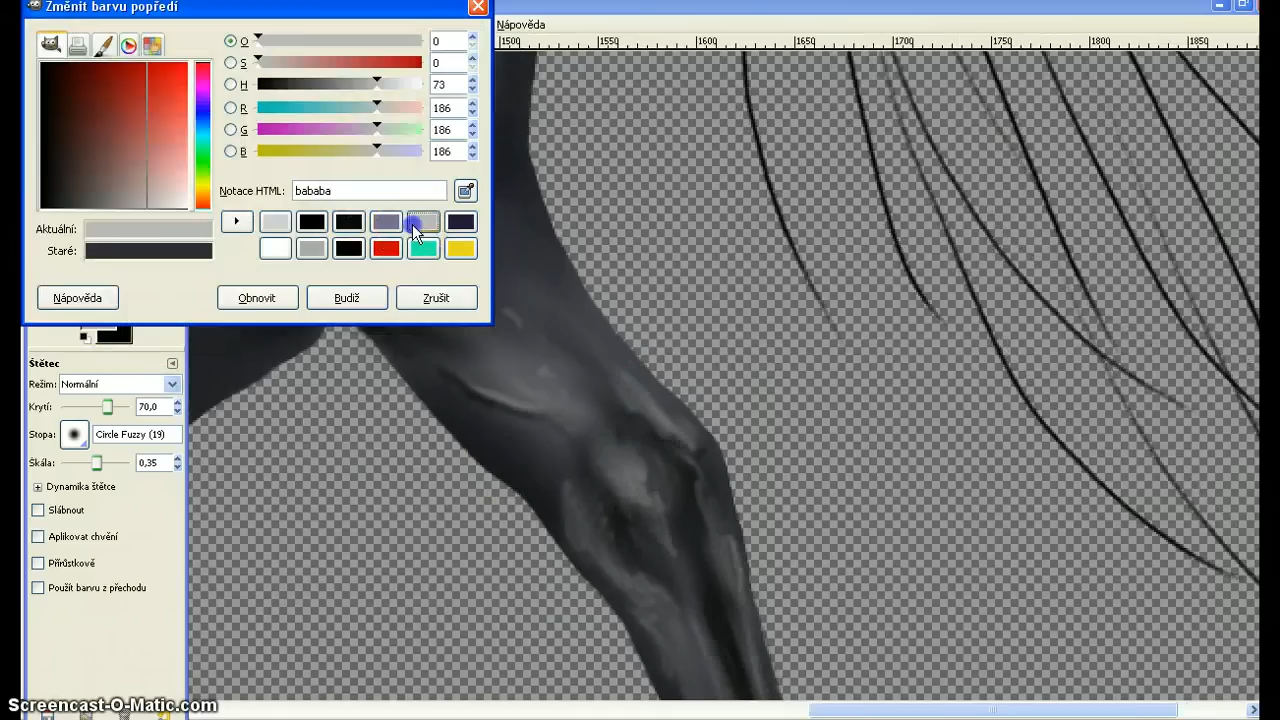 Změnit barvu popředí
Nápověda
1500 1550 1600 1650 1700 1750 1800 1850
O 0
S 0
H 73
R 186
G 186
B 186
Notace HTML: bababa
Aktuální:
Staré:
Nápověda Obnovit Budiž Zrušit
Štětec
Režim: Normální
Krytí: 70,0
Stopa: Circle Fuzzy (19)
Škála: 0,35
Dynamika štětce
Slábnout
Aplikovat chvění
Přírůstkově
Použít barvu z přechodu
Screencast-O-Matic.com